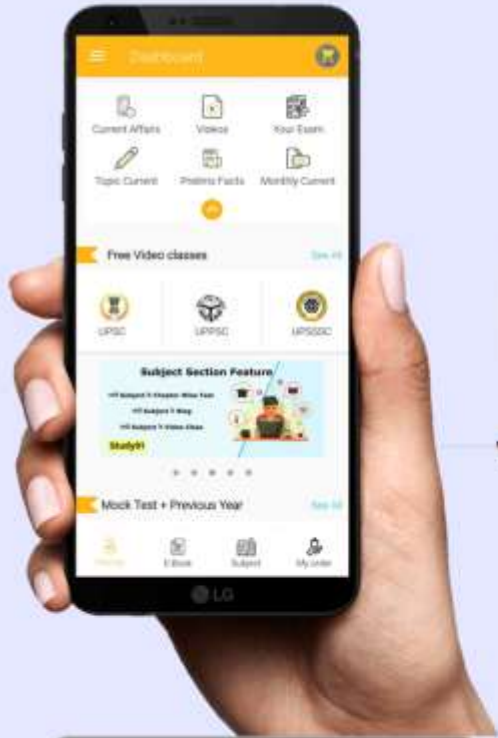 Dashboard
Current Affairs
Videos
Your Exam
Topic Current
Prelims Facts
Monthly Current
Free Video classes
See All
UPSC
UPPSC
UPSSSC
Subject Section Feature
Study91
Mock Test + Previous Year
See All
E-Book
Subject
My order
LG